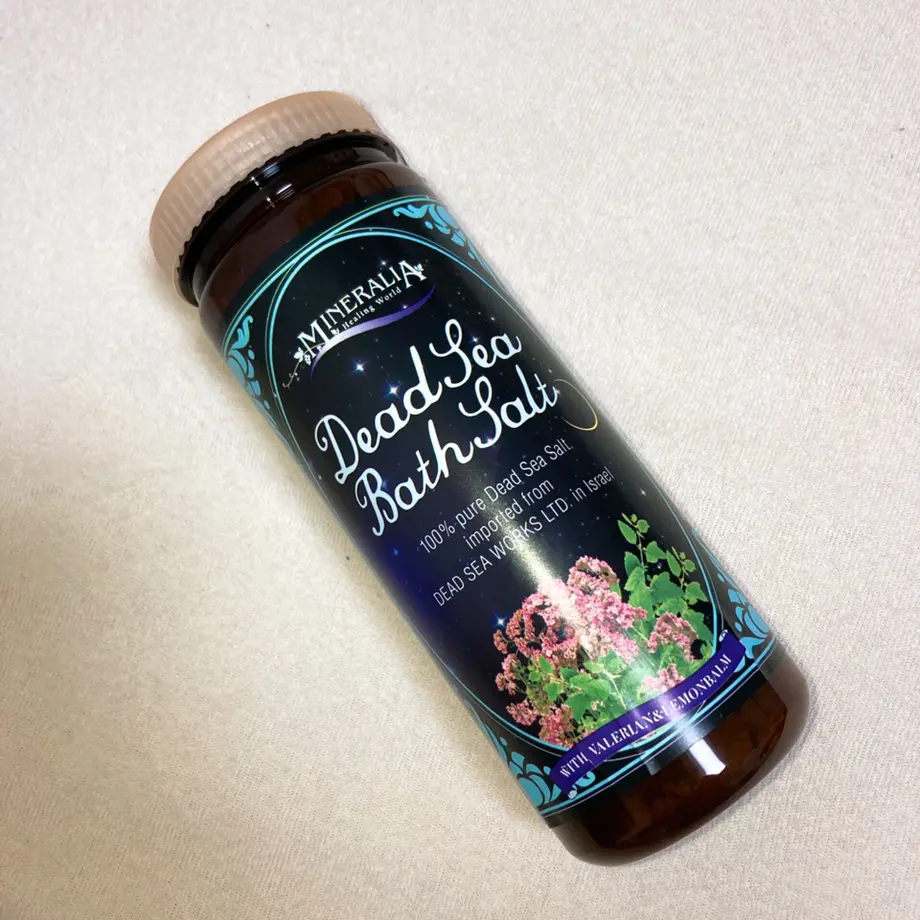 MINERALIA
Healing World
Dead Sea
Bath Salt
100% pure Dead Sea Salt
imported from
DEAD SEA WORKS LTD. in Israel
WITH VALERIAN&LEMONBALM